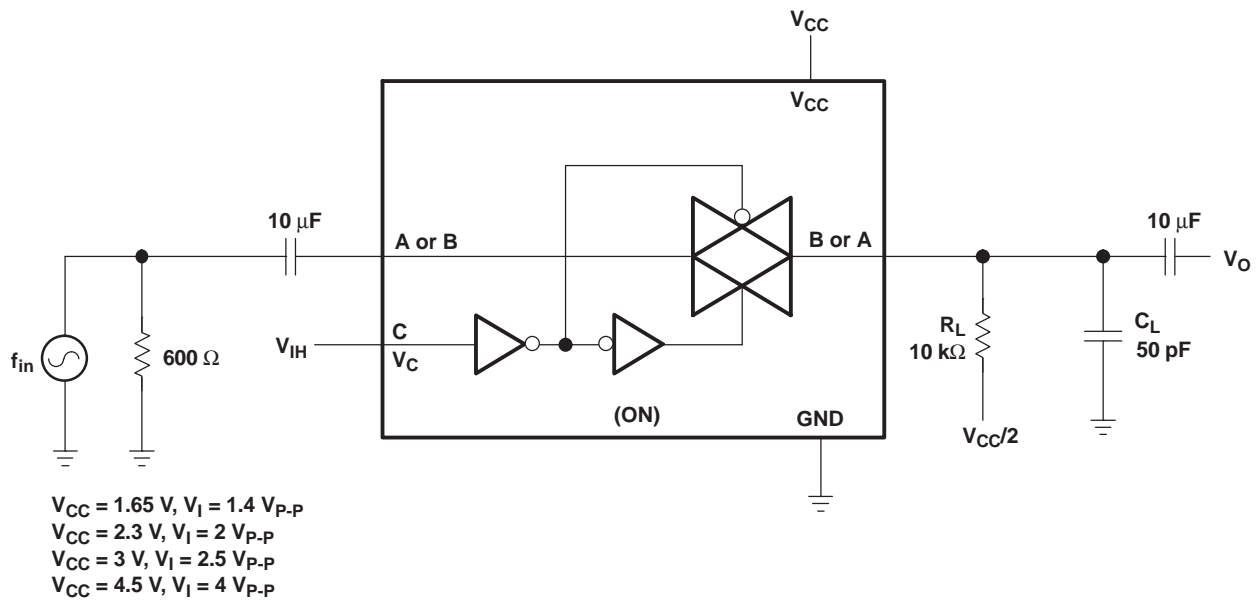 VCC
VCC
10 μF
A or B
B or A
10 μF
VO
fin
600 Ω
VIH
C
VC
RL
10 kΩ
CL
50 pF
(ON)
GND
VCC/2
VCC = 1.65 V, VI = 1.4 VP-P
VCC = 2.3 V, VI = 2 VP-P
VCC = 3 V, VI = 2.5 VP-P
VCC = 4.5 V, VI = 4 VP-P